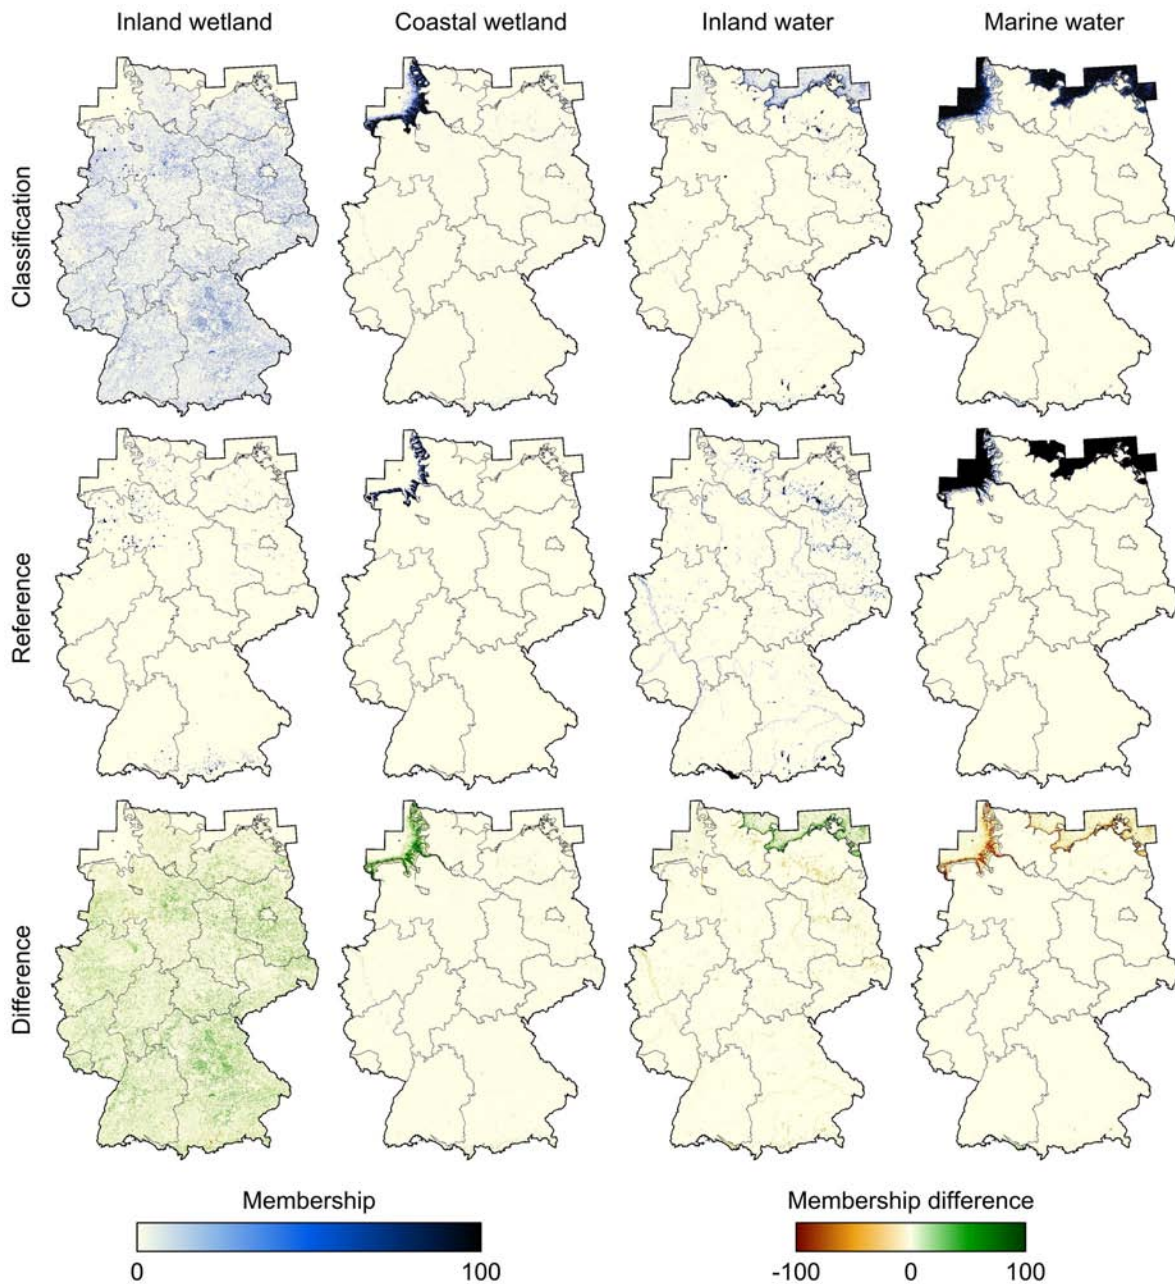 Inland wetland Coastal wetland Inland water Marine water
Classification
Reference
Difference
Membership Membership difference
0 100 -100 0 100